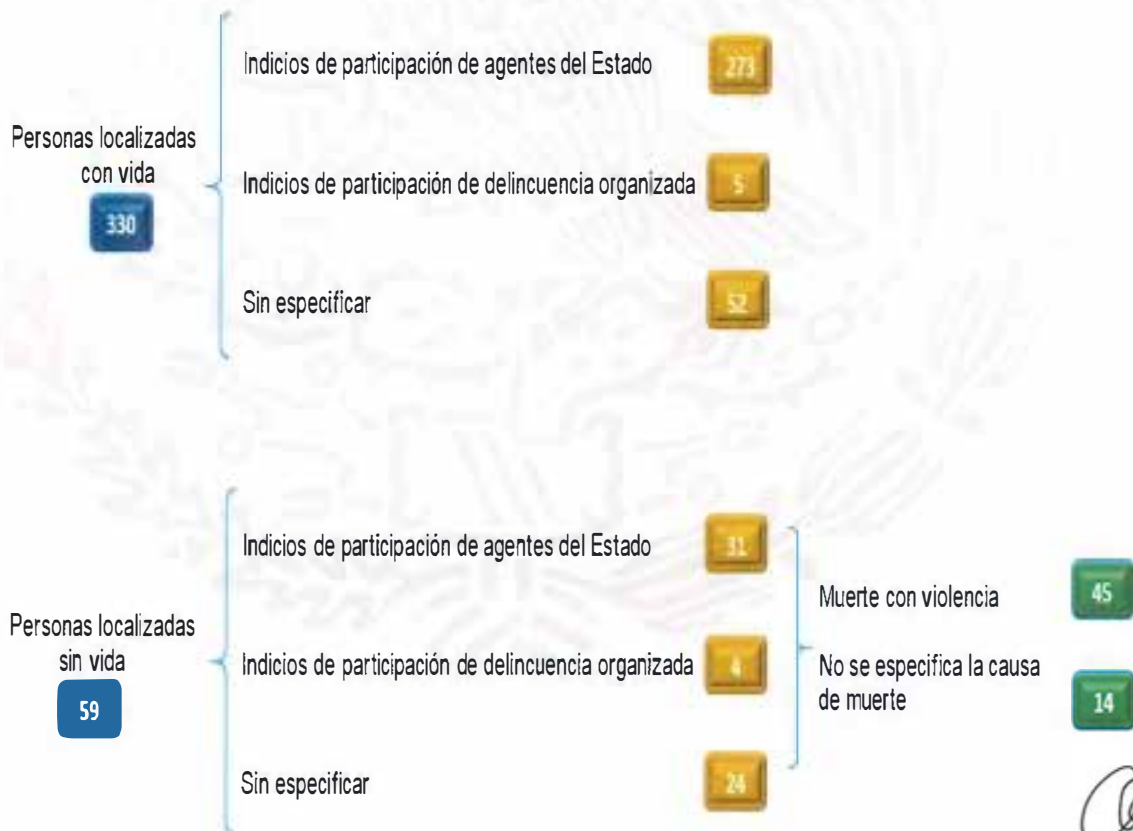 Indicios de participación de agentes del Estado 273
Personas localizadas
con vida
330
Indicios de participación de delincuencia organizada 5
Sin especificar 52
Indicios de participación de agentes del Estado 31
Muerte con violencia 45
Personas localizadas
sin vida
59
Indicios de participación de delincuencia organizada 4
No se especifica la causa
de muerte 14
Sin especificar 24